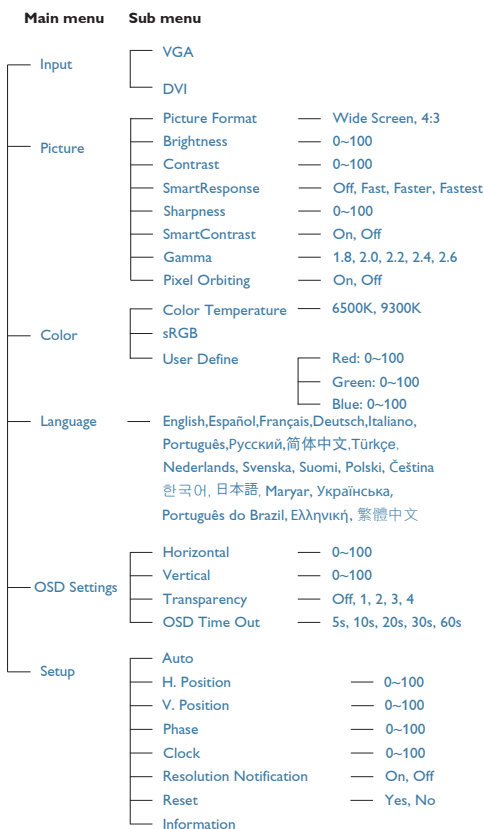 Main menu Sub menu
Input
VGA
DVI
Picture
Picture Format Wide Screen, 4:3
Brightness 0~100
Contrast 0~100
SmartResponse Off, Fast, Faster, Fastest
Sharpness 0~100
SmartContrast On, Off
Gamma 1.8, 2.0, 2.2, 2.4, 2.6
Pixel Orbiting On, Off
Color
Color Temperature 6500K, 9300K
sRGB
User Define Red: 0~100
Green: 0~100
Blue: 0~100
Language English,Español,Français,Deutsch,Italiano,
Português,Русский,简体中文,Türkçe,
Nederlands, Svenska, Suomi, Polski, Čeština
한국어, 日本語, Maryar, Українська,
Português do Brazil, Ελληνική, 繁體中文
OSD Settings
Horizontal 0~100
Vertical 0~100
Transparency Off, 1, 2, 3, 4
OSD Time Out 5s, 10s, 20s, 30s, 60s
Setup
Auto
H. Position 0~100
V. Position 0~100
Phase 0~100
Clock 0~100
Resolution Notification On, Off
Reset Yes, No
Information